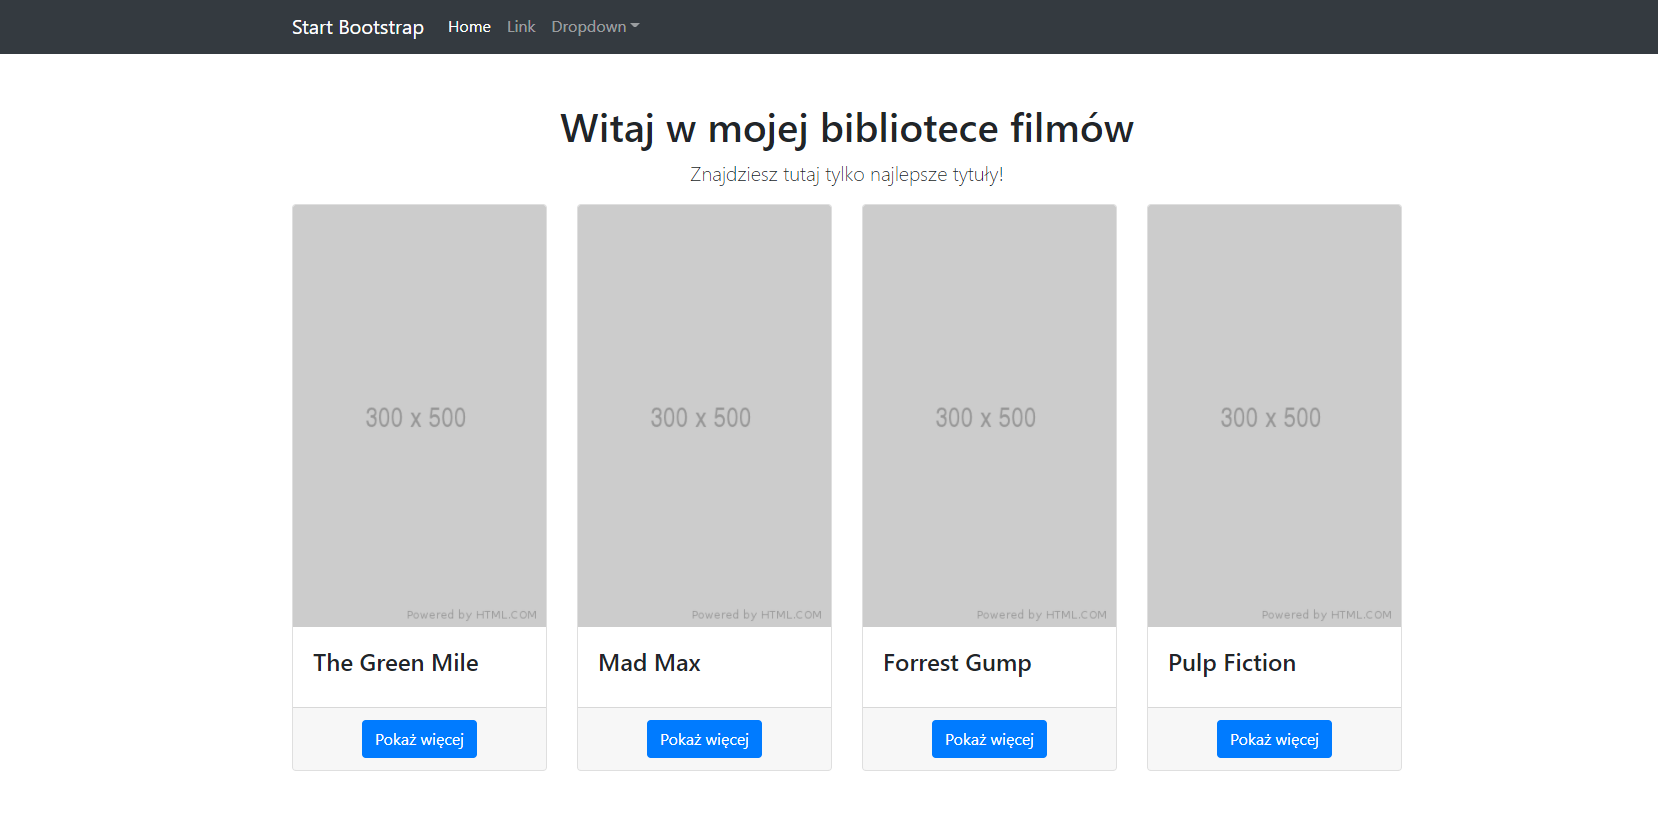 Start Bootstrap Home Link Dropdown
Witaj w mojej bibliotece filmów
Znajdziesz tutaj tylko najlepsze tytuły!
300 x 500
Powered by HTML.COM
The Green Mile
Pokaż więcej
300 x 500
Powered by HTML.COM
Mad Max
Pokaż więcej
300 x 500
Powered by HTML.COM
Forrest Gump
Pokaż więcej
300 x 500
Powered by HTML.COM
Pulp Fiction
Pokaż więcej